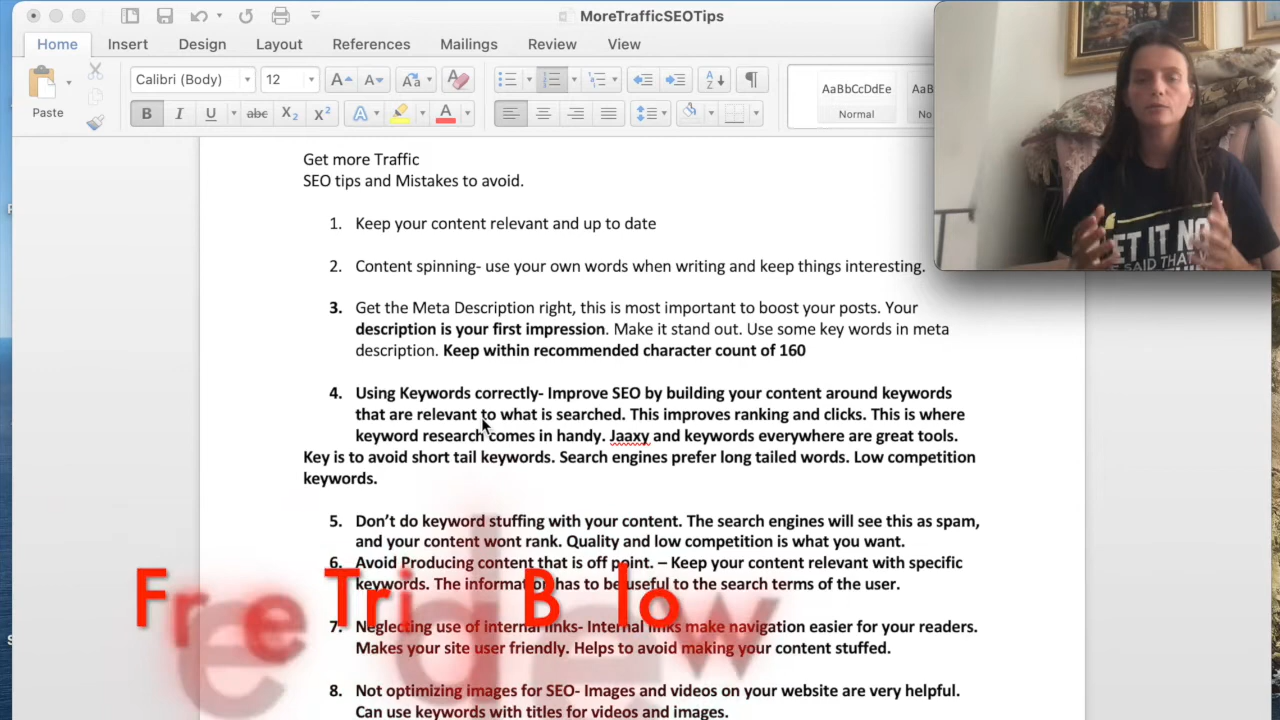 MoreTrafficSEOTips
Home Insert Design Layout References Mailings Review View
Paste
Calibri (Body) 12
AaBbCcDdEe
Normal
AaB
No
ET IT NO
E SAID THAT
Get more Traffic
SEO tips and Mistakes to avoid.
1. Keep your content relevant and up to date
2. Content spinning- use your own words when writing and keep things interesting.
3. Get the Meta Description right, this is most important to boost your posts. Your
description is your first impression. Make it stand out. Use some key words in meta
description. Keep within recommended character count of 160
4. Using Keywords correctly- Improve SEO by building your content around keywords
that are relevant to what is searched. This improves ranking and clicks. This is where
keyword research comes in handy. Jaaxy and keywords everywhere are great tools.
Key is to avoid short tail keywords. Search engines prefer long tailed words. Low competition
keywords.
5. Don’t do keyword stuffing with your content. The search engines will see this as spam,
and your content wont rank. Quality and low competition is what you want.
6. Avoid Producing content that is off point. – Keep your content relevant with specific
keywords. The information has to be useful to the search terms of the user.
Free Trial Below
7. Neglecting use of internal links- Internal links make navigation easier for your readers.
Makes your site user friendly. Helps to avoid making your content stuffed.
8. Not optimizing images for SEO- Images and videos on your website are very helpful.
Can use keywords with titles for videos and images.